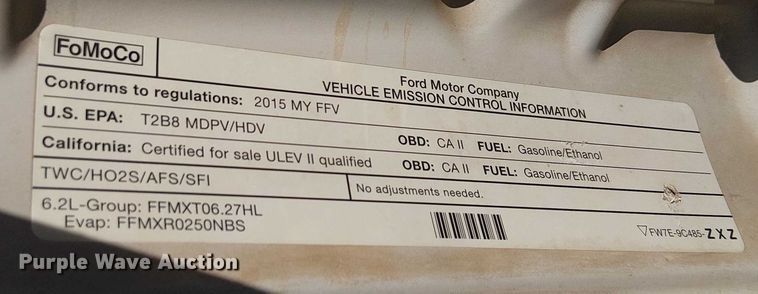 FoMoCo
Ford Motor Company
VEHICLE EMISSION CONTROL INFORMATION
Conforms to regulations: 2015 MY FFV
U.S. EPA: T2B8 MDPV/HDV OBD: CA II FUEL: Gasoline/Ethanol
California: Certified for sale ULEV II qualified OBD: CA II FUEL: Gasoline/Ethanol
TWC/HO2S/AFS/SFI
No adjustments needed.
6.2L-Group: FFMXT06.27HL
Evap: FFMXR0250NBS
▽FW7E-9C485-ZXZ
Purple Wave Auction